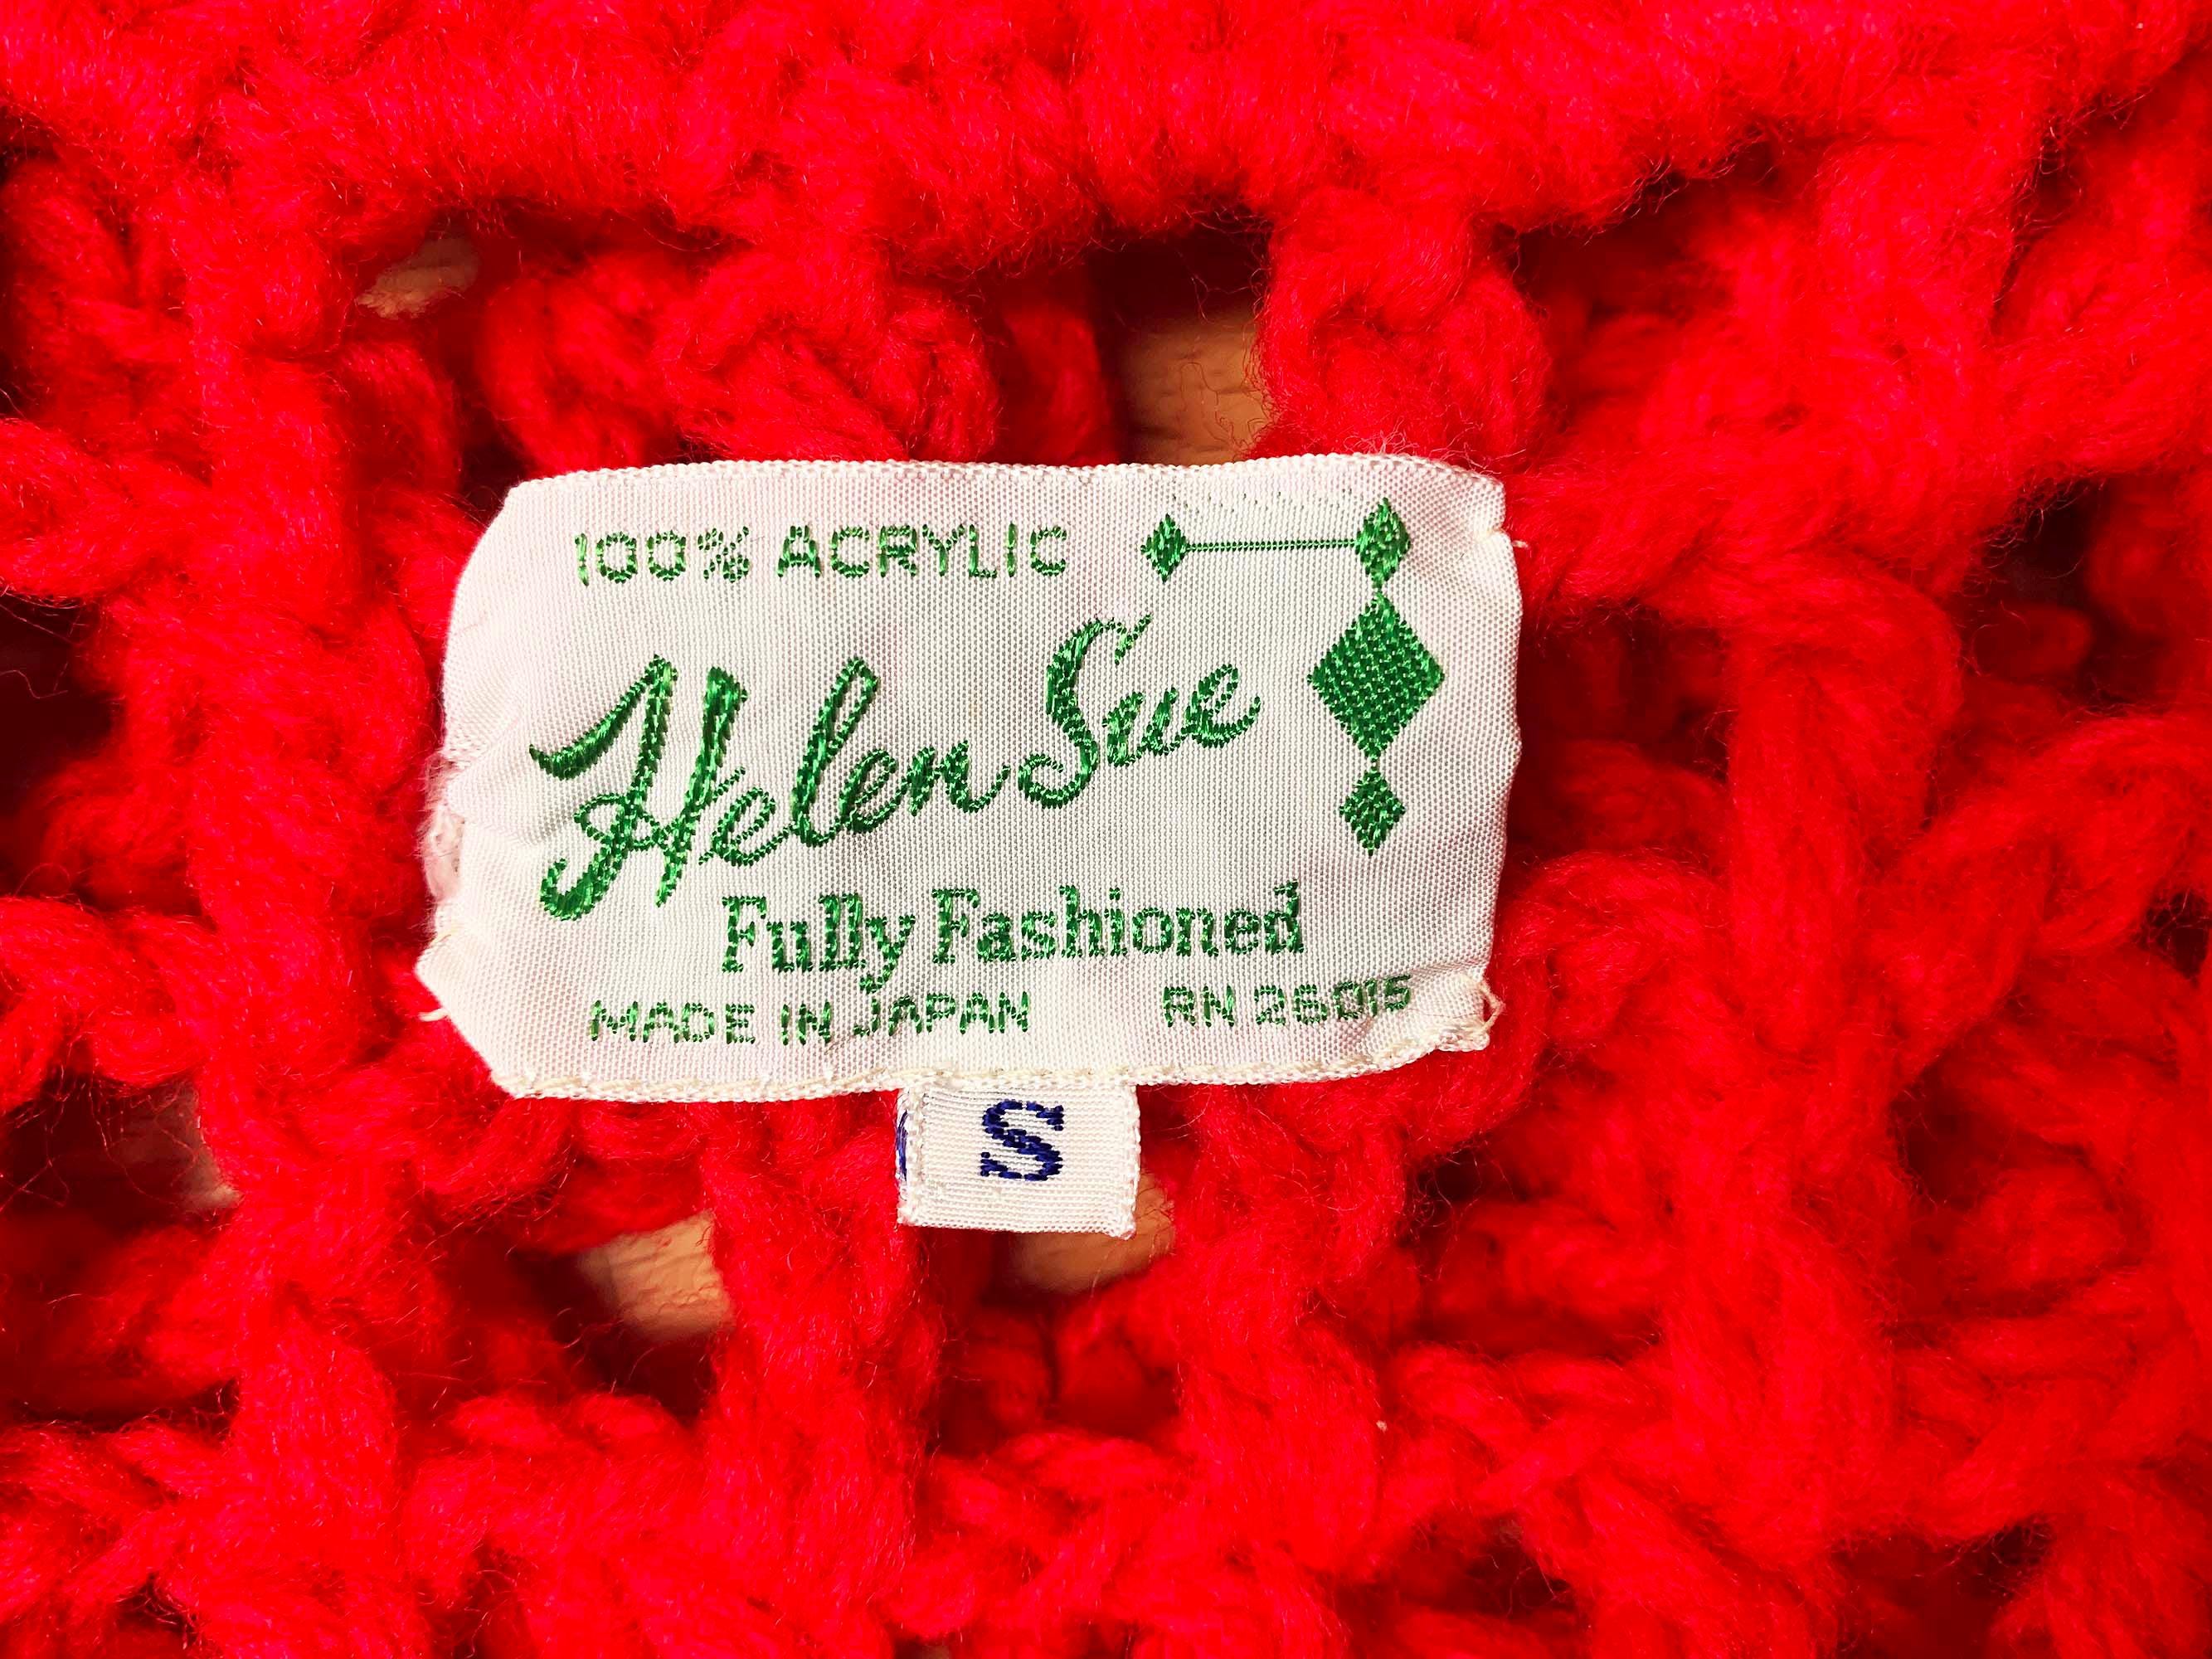 100% ACRYLIC
Helen Sue
Fully Fashioned
MADE IN JAPAN RN 26015
S